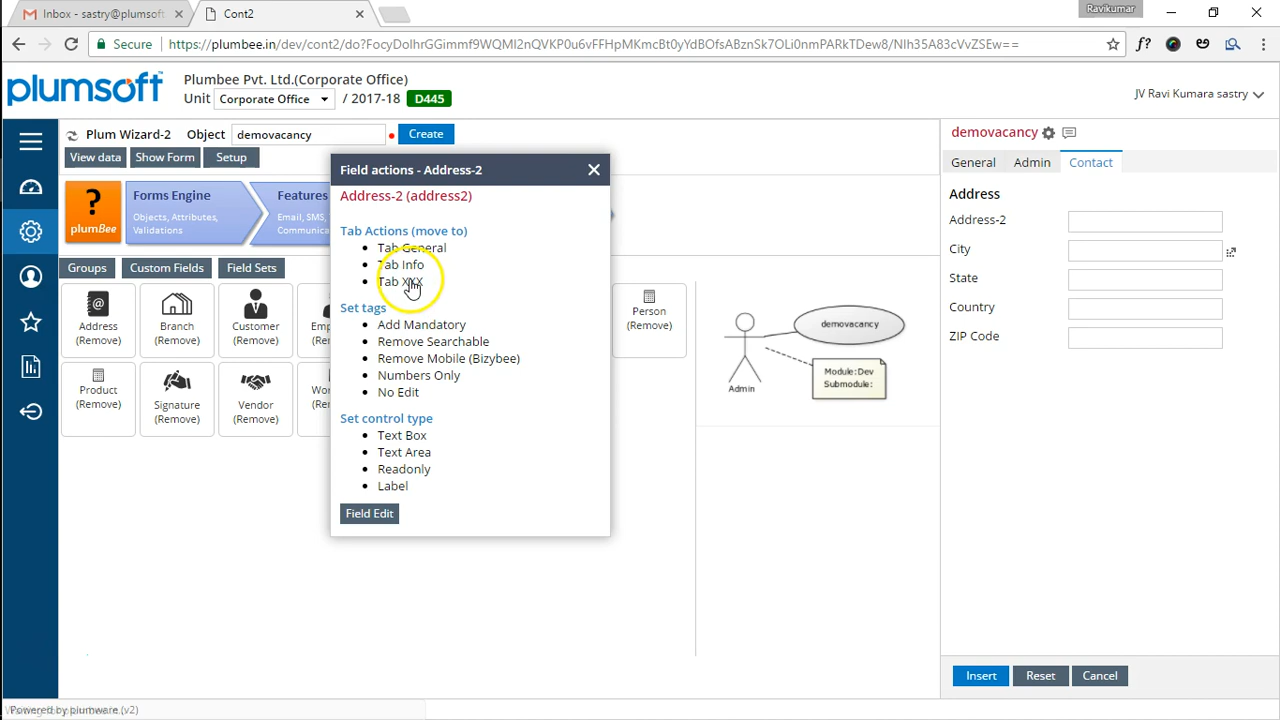 Inbox - sastry@plumsoft
Cont2
Ravikumar
Secure
https://plumbee.in/dev/cont2/do?FocyDoIhrGGimmf9WQMI2nQVKP0u6vFFHpMKmcBt0yYdBOfsABznSk7OLi0mPARkTDew8/NIh35A83cVvZSEw==
f?
plumsoft
Plumbee Pvt. Ltd.(Corporate Office)
Unit Corporate Office / 2017-18 D445
JV Ravi Kumara sastry
Plum Wizard-2 Object demovacancy Create
View data Show Form Setup
?
plumBee
Forms Engine
Objects, Attributes,
Validations
Features
Email, SMS,
Groups Custom Fields Field Sets
Address
(Remove)
Branch
(Remove)
Customer
(Remove)
Person
(Remove)
Product
(Remove)
Signature
(Remove)
Vendor
(Remove)
Field actions - Address-2
Address-2 (address2)
Tab Actions (move to)
Tab General
Tab Info
Tab XXX
Set tags
Add Mandatory
Remove Searchable
Remove Mobile (Bizybee)
Numbers Only
No Edit
Set control type
Text Box
Text Area
Readonly
Label
Field Edit
demovacancy
Module:Dev
Submodule:
Admin
demovacancy
General Admin Contact
Address
Address-2
City
State
Country
ZIP Code
Insert Reset Cancel
Powered by plumware (v2)